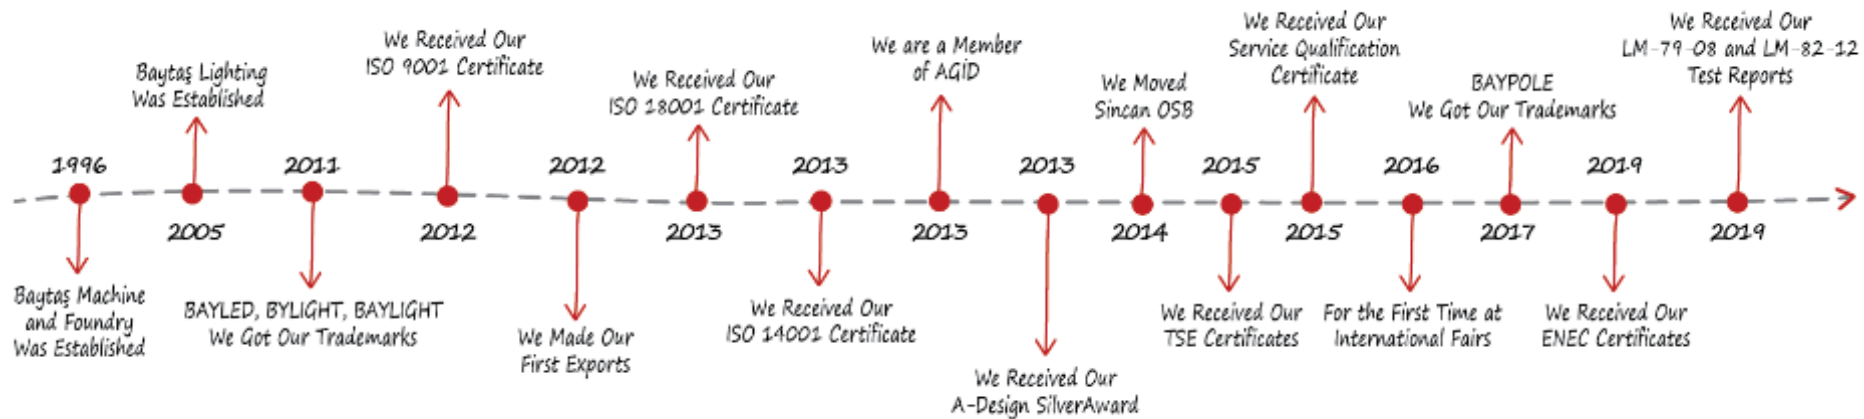 1996
Baytaş Machine
and Foundry
Was Established
Baytaş Lighting
Was Established
2005
2011
BAYLED, BYLIGHT, BAYLIGHT
We Got Our Trademarks
We Received Our
ISO 9001 Certificate
2012
2012
We Made Our
First Exports
We Received Our
ISO 18001 Certificate
2013
2013
We Received Our
ISO 14001 Certificate
We are a Member
of AGİD
2013
2013
We Received Our
A-Design SilverAward
We Moved
Sincan OSB
2014
2015
We Received Our
TSE Certificates
We Received Our
Service Qualification
Certificate
2015
2016
For the First Time at
International Fairs
BAYPOLE
We Got Our Trademarks
2017
2019
We Received Our
ENEC Certificates
We Received Our
LM-79-08 and LM-82-12
Test Reports
2019